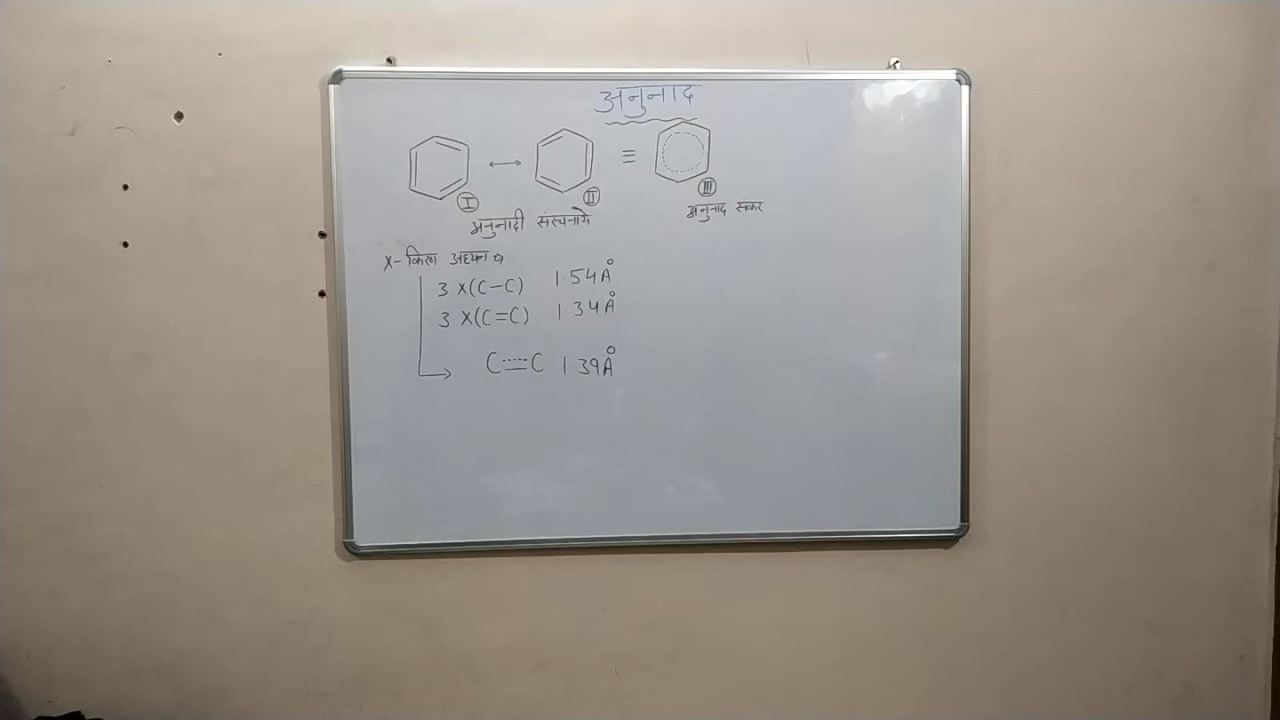 अनुनाद
I ↔ II ≡ III
अनुनादी संरचनाये अनुनाद संकर
X- किरण अध्ययन
3 X(C-C) 1.54Å
3 X(C=C) 1.34Å
C C 1.39Å